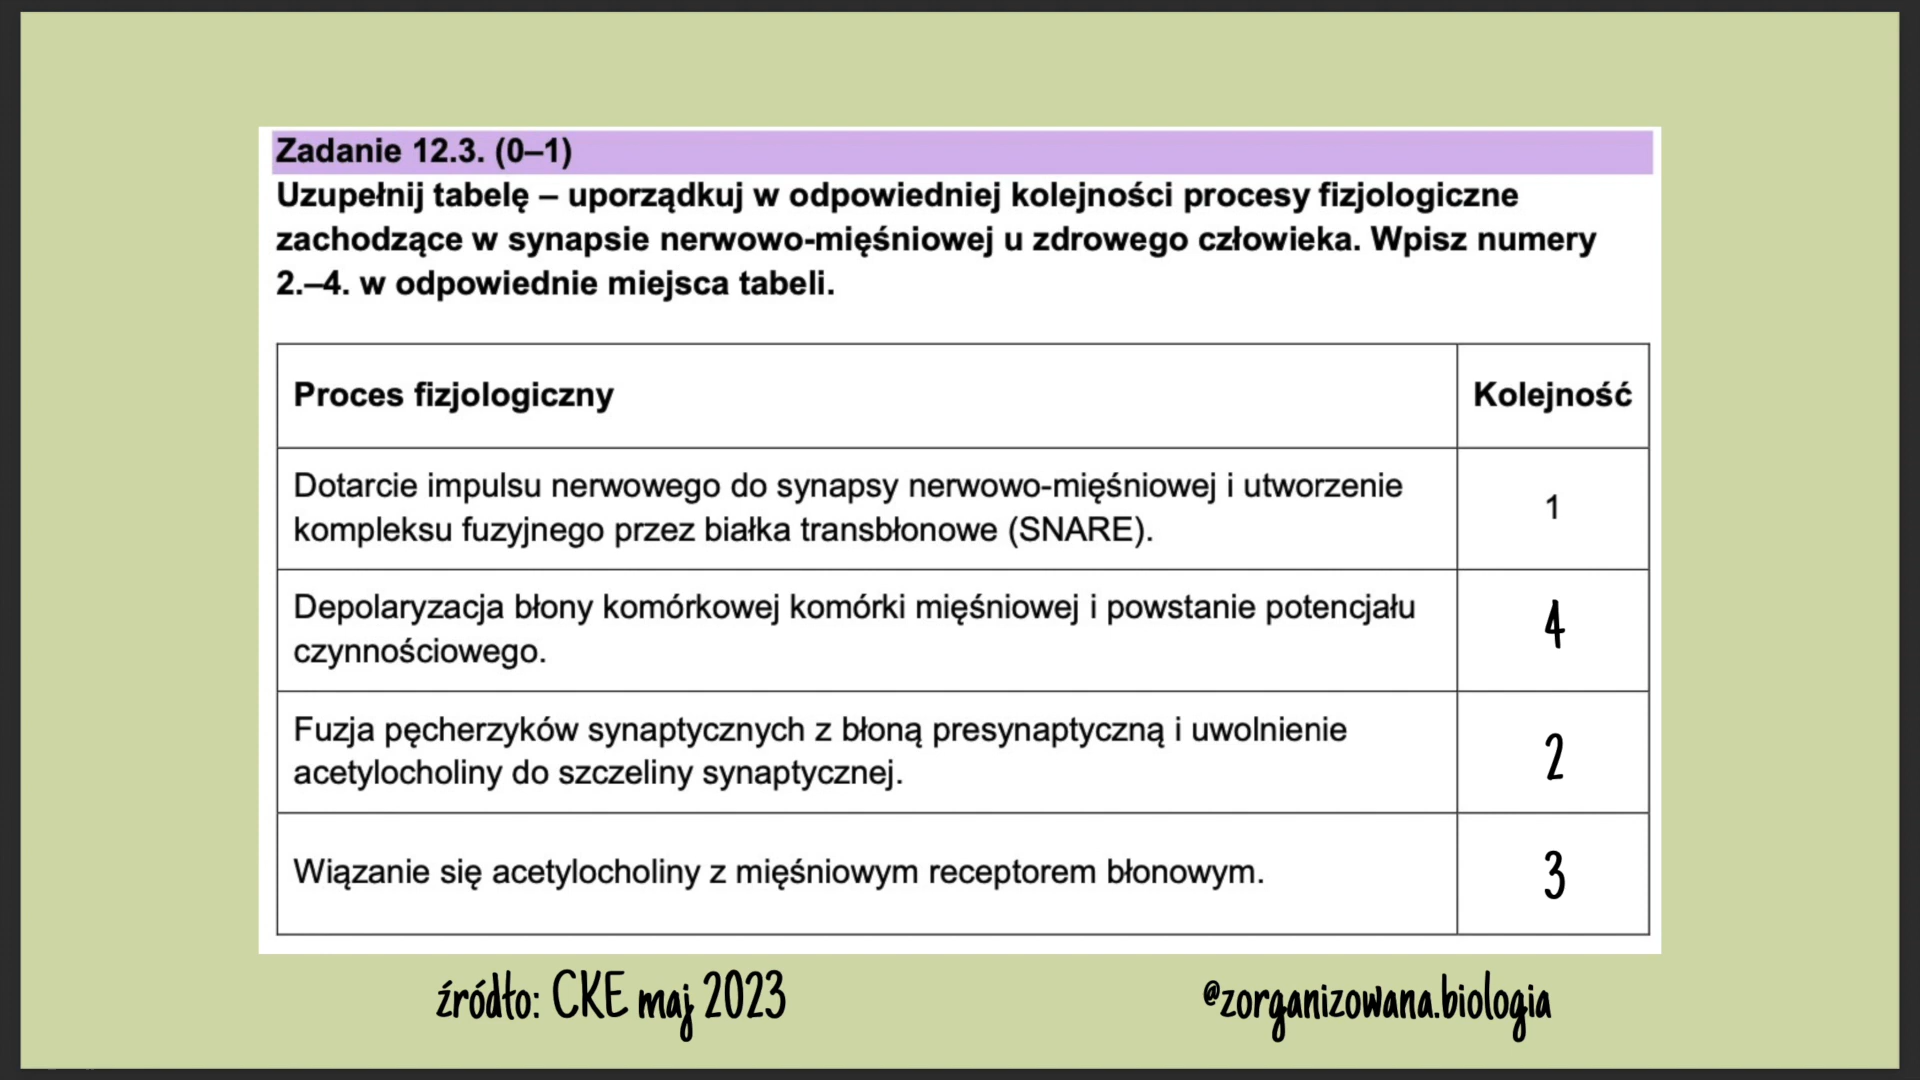 Zadanie 12.3. (0–1)
Uzupełnij tabelę – uporządkuj w odpowiedniej kolejności procesy fizjologiczne
zachodzące w synapsie nerwowo-mięśniowej u zdrowego człowieka. Wpisz numery
2.–4. w odpowiednie miejsca tabeli.
Proces fizjologiczny
Kolejność
Dotarcie impulsu nerwowego do synapsy nerwowo-mięśniowej i utworzenie
kompleksu fuzyjnego przez białka transbłonowe (SNARE).
1
Depolaryzacja błony komórkowej komórki mięśniowej i powstanie potencjału
czynnościowego.
4
Fuzja pęcherzyków synaptycznych z błoną presynaptyczną i uwolnienie
acetylocholiny do szczeliny synaptycznej.
2
Wiązanie się acetylocholiny z mięśniowym receptorem błonowym.
3
źródło: CKE maj 2023
@zorganizowana.biologia